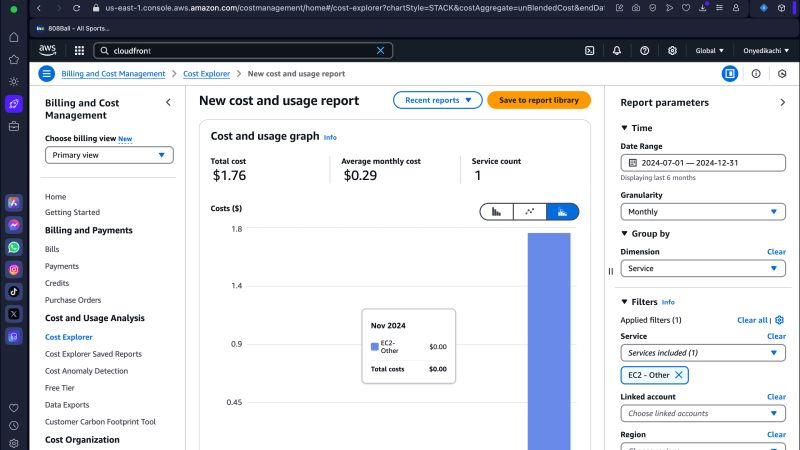 us-east-1.console.aws.amazon.com/costmanagement/home#/cost-explorer?chartStyle=STACK&costAggregate=unBlendedCost&endDat
808Ball - All Sports...
aws
cloudfront
Global
Onyedikachi
Billing and Cost Management
Cost Explorer
New cost and usage report
Billing and Cost
Management
Choose billing view New
Primary view
Home
Getting Started
Billing and Payments
Bills
Payments
Credits
Purchase Orders
Cost and Usage Analysis
Cost Explorer
Cost Explorer Saved Reports
Cost Anomaly Detection
Free Tier
Data Exports
Customer Carbon Footprint Tool
Cost Organization
New cost and usage report
Recent reports
Save to report library
Cost and usage graph Info
Total cost
$1.76
Average monthly cost
$0.29
Service count
1
Costs ($)
1.8
1.4
0.9
0.45
Nov 2024
EC2-
Other
$0.00
Total costs
$0.00
Report parameters
Time
Date Range
2024-07-01 — 2024-12-31
Displaying last 6 months
Granularity
Monthly
Group by
Dimension
Clear
Service
Filters Info
Applied filters (1)
Clear all
Service
Clear
Services included (1)
EC2 - Other
Linked account
Clear
Choose linked accounts
Region
Clear